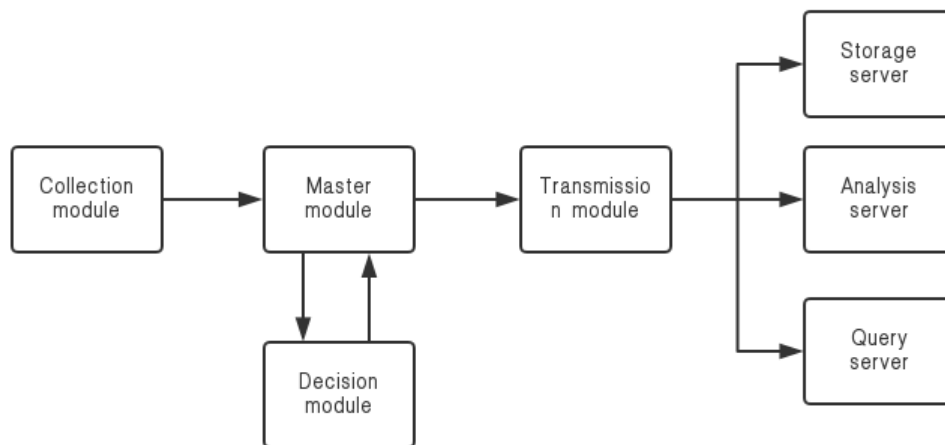 Storage
server
Collection
module
Master
module
Transmissio
n module
Analysis
server
Decision
module
Query
server